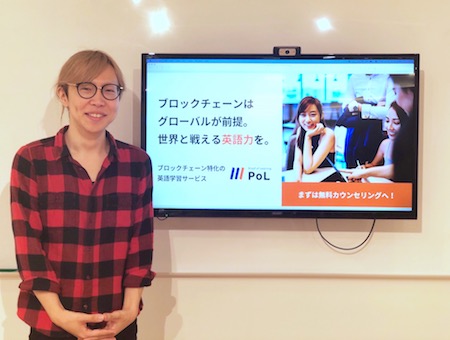 ブロックチェーンは
グローバルが前提。
世界と戦える英語力を。
ブロックチェーン特化の
英語学習サービス
PoL
まずは無料カウンセリングへ！